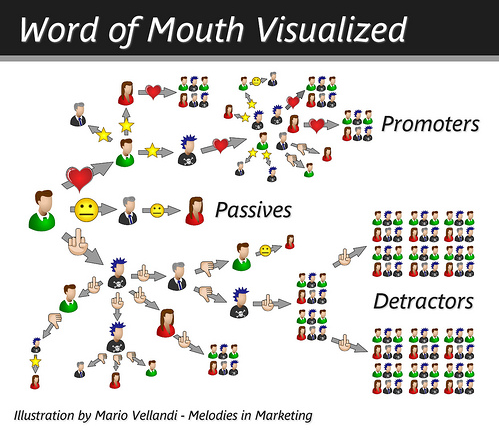 Word of Mouth Visualized
Promoters
Passives
Detractors
Illustration by Mario Vellandi - Melodies in Marketing